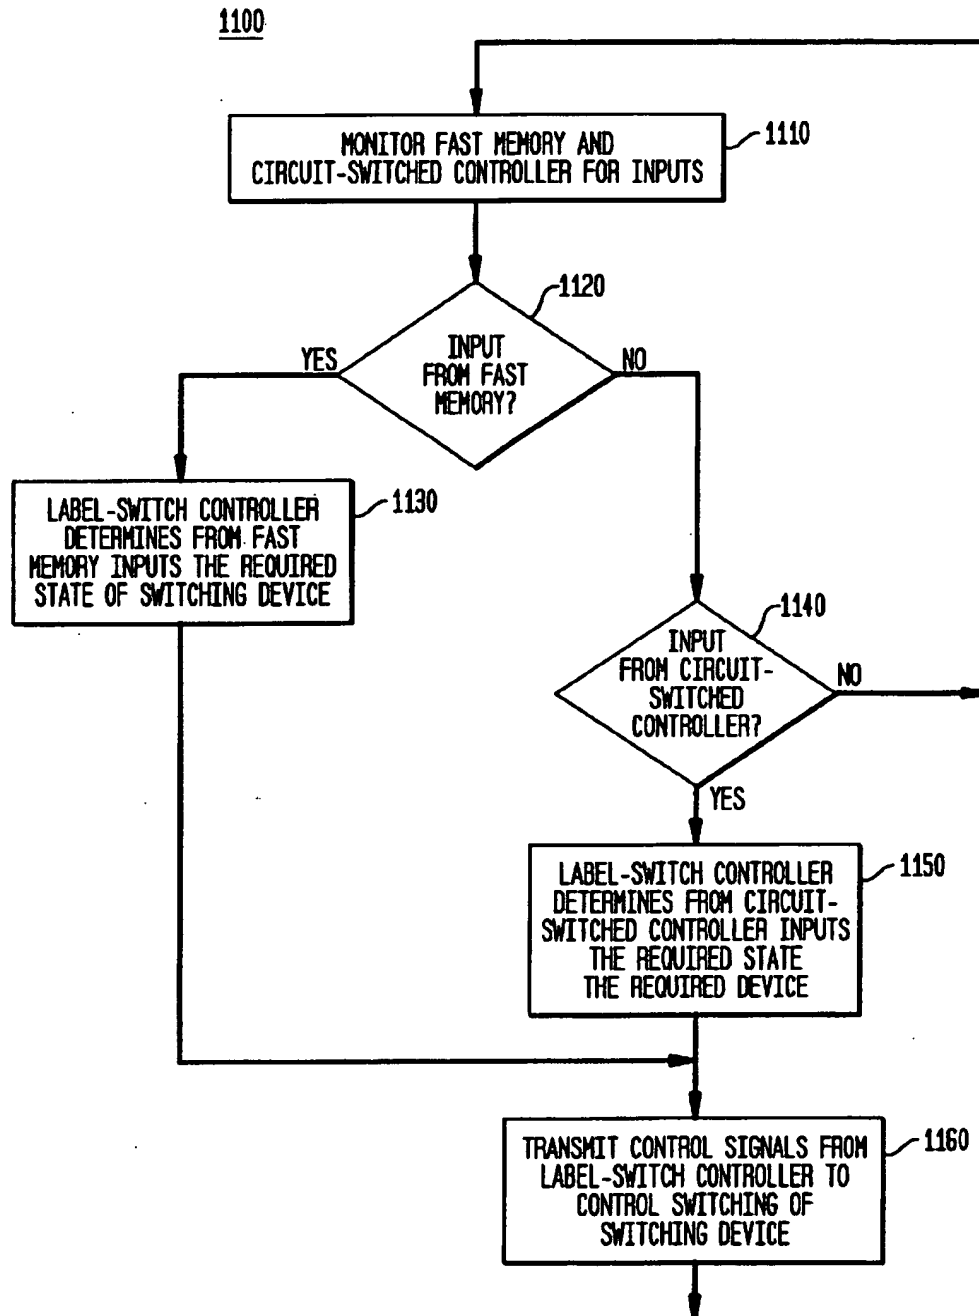 1100
MONITOR FAST MEMORY AND
CIRCUIT-SWITCHED CONTROLLER FOR INPUTS
1110
INPUT
FROM FAST
MEMORY?
1120
YES
NO
LABEL-SWITCH CONTROLLER
DETERMINES FROM FAST
MEMORY INPUTS THE REQUIRED
STATE OF SWITCHING DEVICE
1130
INPUT
FROM CIRCUIT-
SWITCHED
CONTROLLER?
1140
NO
YES
LABEL-SWITCH CONTROLLER
DETERMINES FROM CIRCUIT-
SWITCHED CONTROLLER INPUTS
THE REQUIRED STATE
THE REQUIRED DEVICE
1150
TRANSMIT CONTROL SIGNALS FROM
LABEL-SWITCH CONTROLLER TO
CONTROL SWITCHING OF
SWITCHING DEVICE
1160